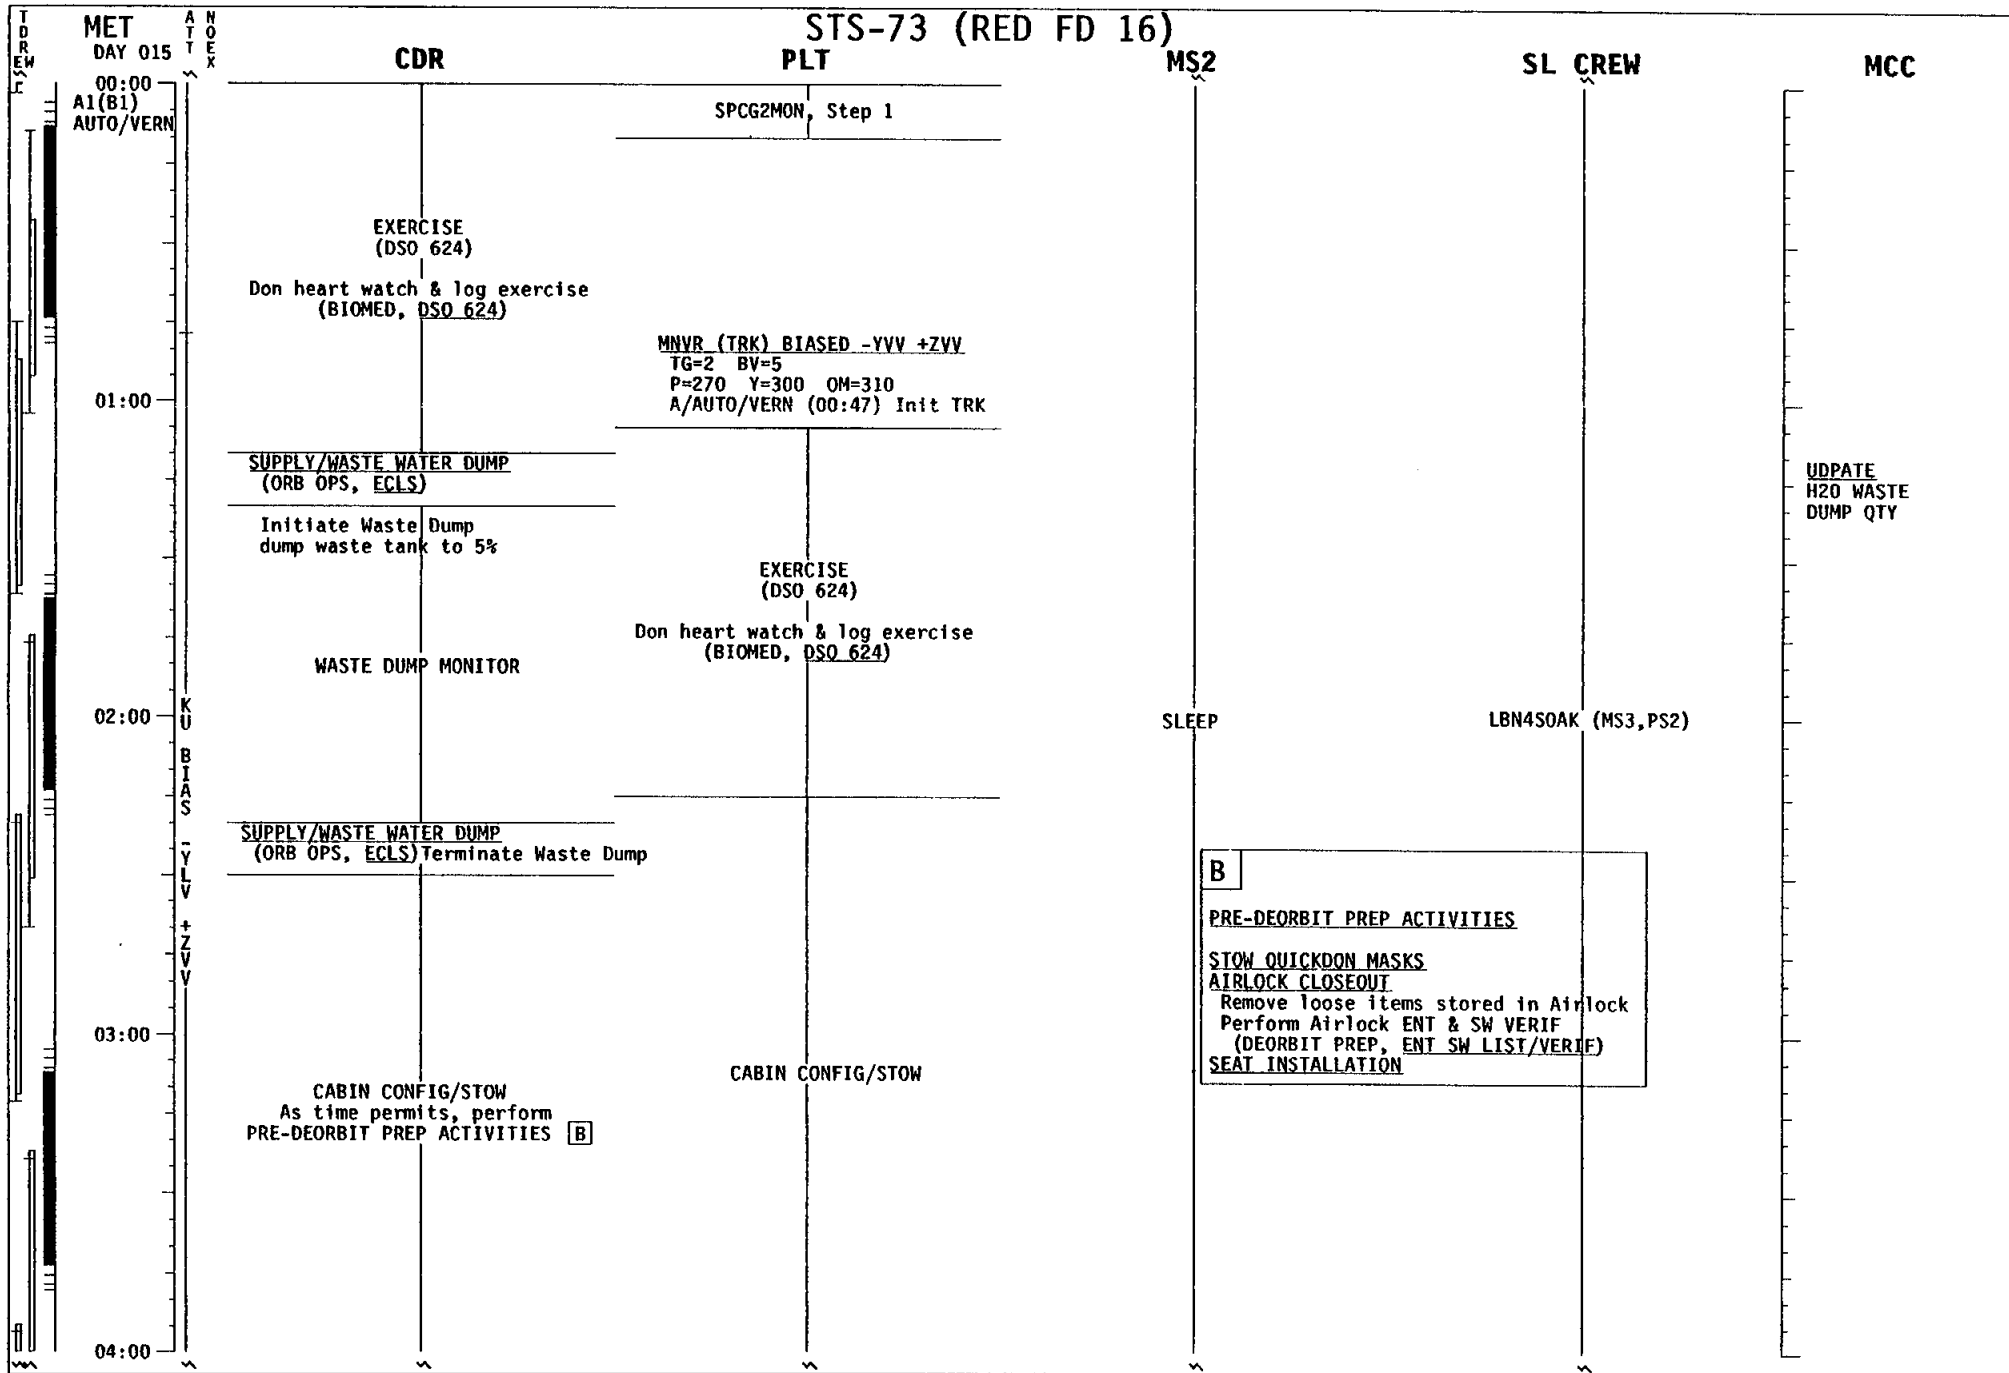 STS-73 (RED FD 16)
T
D
R
E W
MET
DAY 015
A
T
T
N
O
E
X
CDR
PLT
MS2
SL CREW
MCC
00:00
A1(B1)
AUTO/VERN
SPCG2MON, Step 1
EXERCISE
(DSO 624)
Don heart watch & log exercise
(BIOMED, DSO 624)
MNVR (TRK) BIASED -YVV +ZVV
TG=2 BV=5
P=270 Y=300 OM=310
A/AUTO/VERN (00:47) Init TRK
01:00
SUPPLY/WASTE WATER DUMP
(ORB OPS, ECLS)
UDPATE
H2O WASTE
DUMP QTY
Initiate Waste Dump
dump waste tank to 5%
EXERCISE
(DSO 624)
Don heart watch & log exercise
(BIOMED, DSO 624)
WASTE DUMP MONITOR
02:00
K
U
B
I
A
S
-
Y
L
V
+
Z
V
V
SLEEP
LBN4SOAK (MS3,PS2)
SUPPLY/WASTE WATER DUMP
(ORB OPS, ECLS)Terminate Waste Dump
B
PRE-DEORBIT PREP ACTIVITIES
STOW QUICKDON MASKS
AIRLOCK CLOSEOUT
Remove loose items stored in Airlock
Perform Airlock ENT & SW VERIF
(DEORBIT PREP, ENT SW LIST/VERIF)
SEAT INSTALLATION
03:00
CABIN CONFIG/STOW
CABIN CONFIG/STOW
As time permits, perform
PRE-DEORBIT PREP ACTIVITIES B
04:00